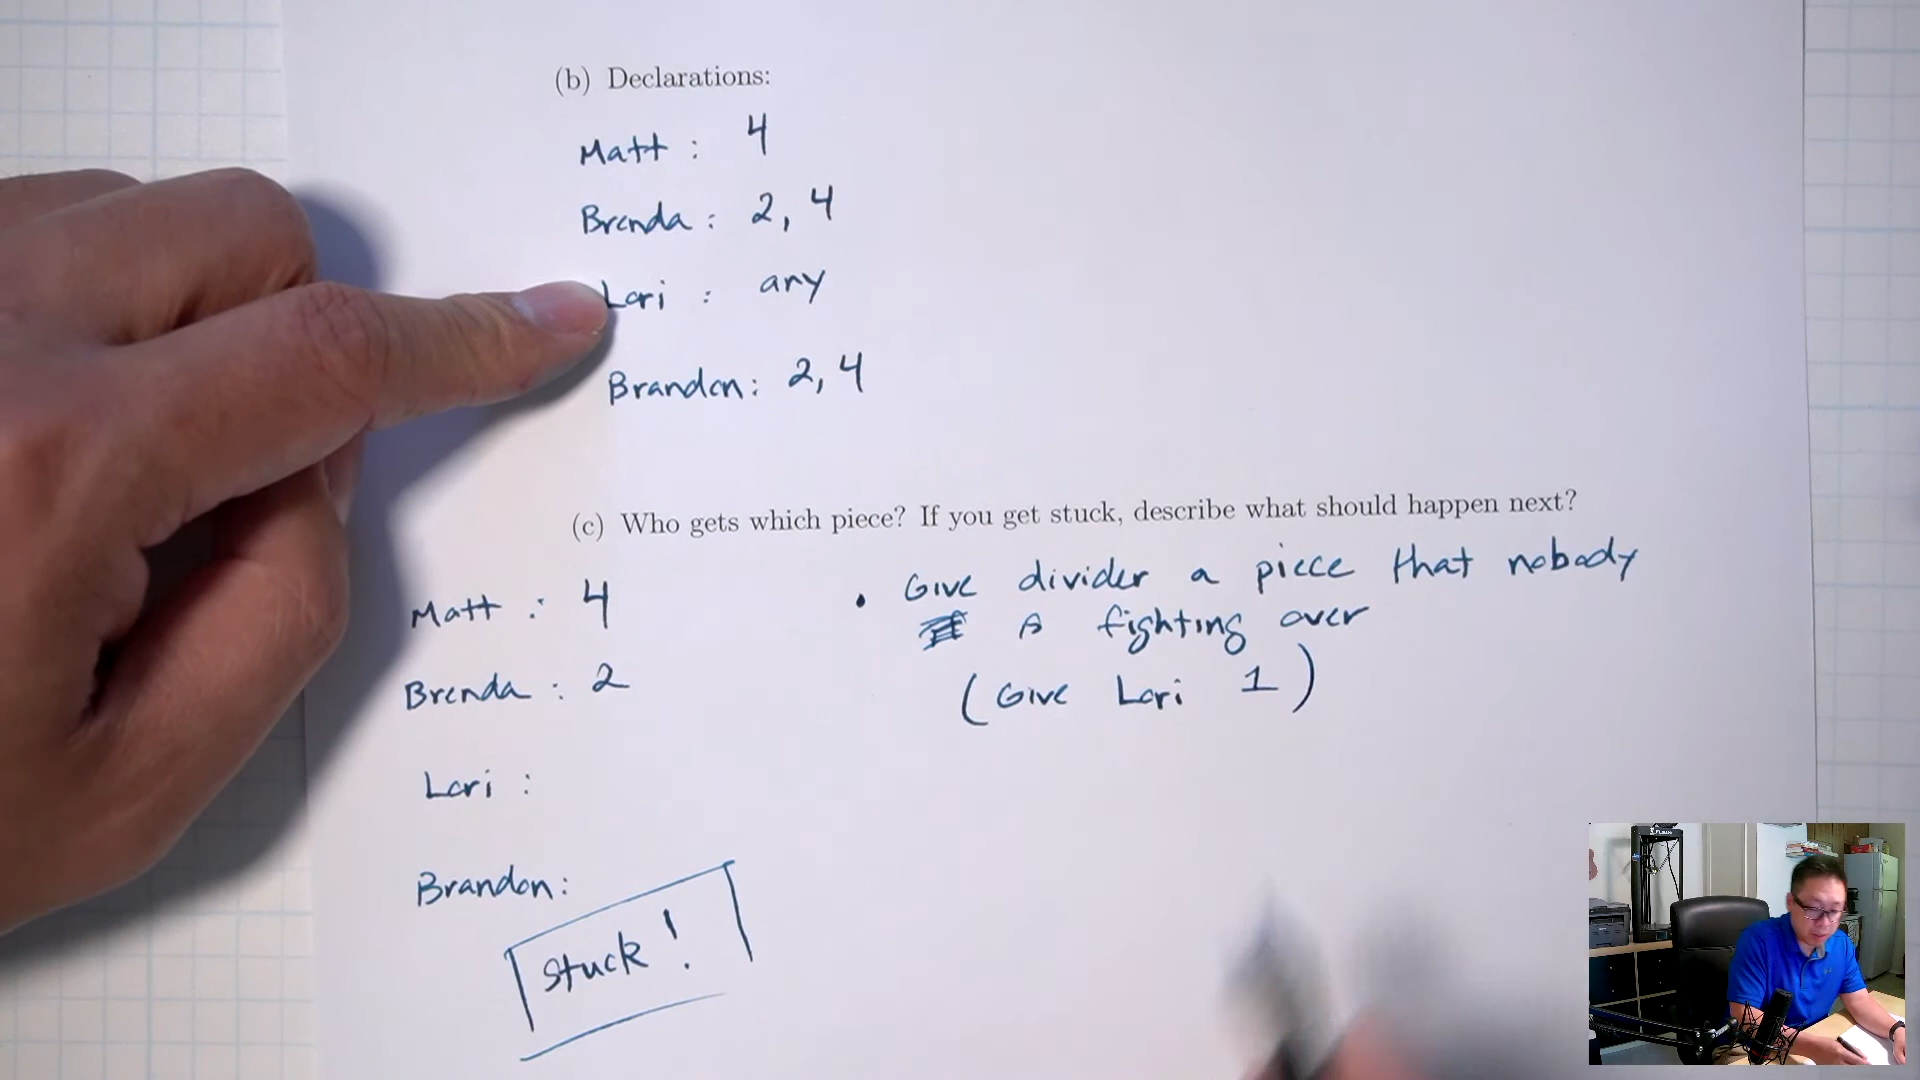 (b) Declarations:
Matt : 4
Brenda : 2, 4
Lori : any
Brandon: 2, 4
(c) Who gets which piece? If you get stuck, describe what should happen next?
Matt : 4
Brenda : 2
Lori :
Brandon:
Stuck!
• Give divider a piece that nobody
is fighting over
(Give Lori 1)